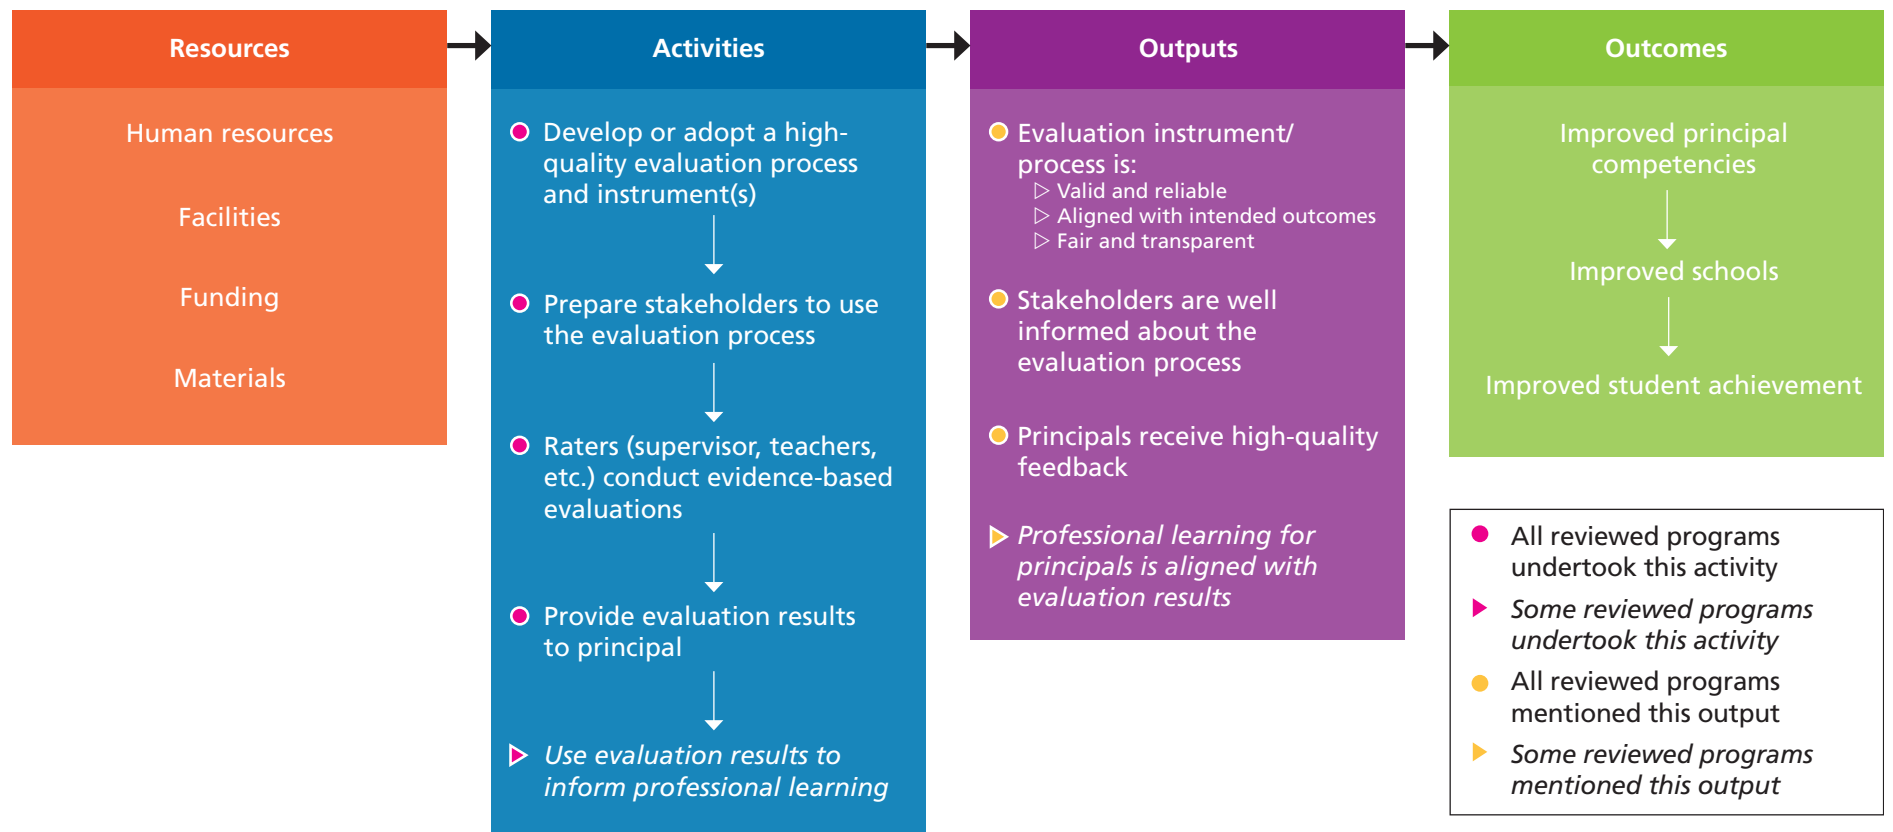 Resources
Human resources
Facilities
Funding
Materials
Activities
Develop or adopt a high-
quality evaluation process
and instrument(s)
Prepare stakeholders to use
the evaluation process
Raters (supervisor, teachers,
etc.) conduct evidence-based
evaluations
Provide evaluation results
to principal
Use evaluation results to
inform professional learning
Outputs
Evaluation instrument/
process is:
Valid and reliable
Aligned with intended outcomes
Fair and transparent
Stakeholders are well
informed about the
evaluation process
Principals receive high-quality
feedback
Professional learning for
principals is aligned with
evaluation results
Outcomes
Improved principal
competencies
Improved schools
Improved student achievement
All reviewed programs
undertook this activity
Some reviewed programs
undertook this activity
All reviewed programs
mentioned this output
Some reviewed programs
mentioned this output